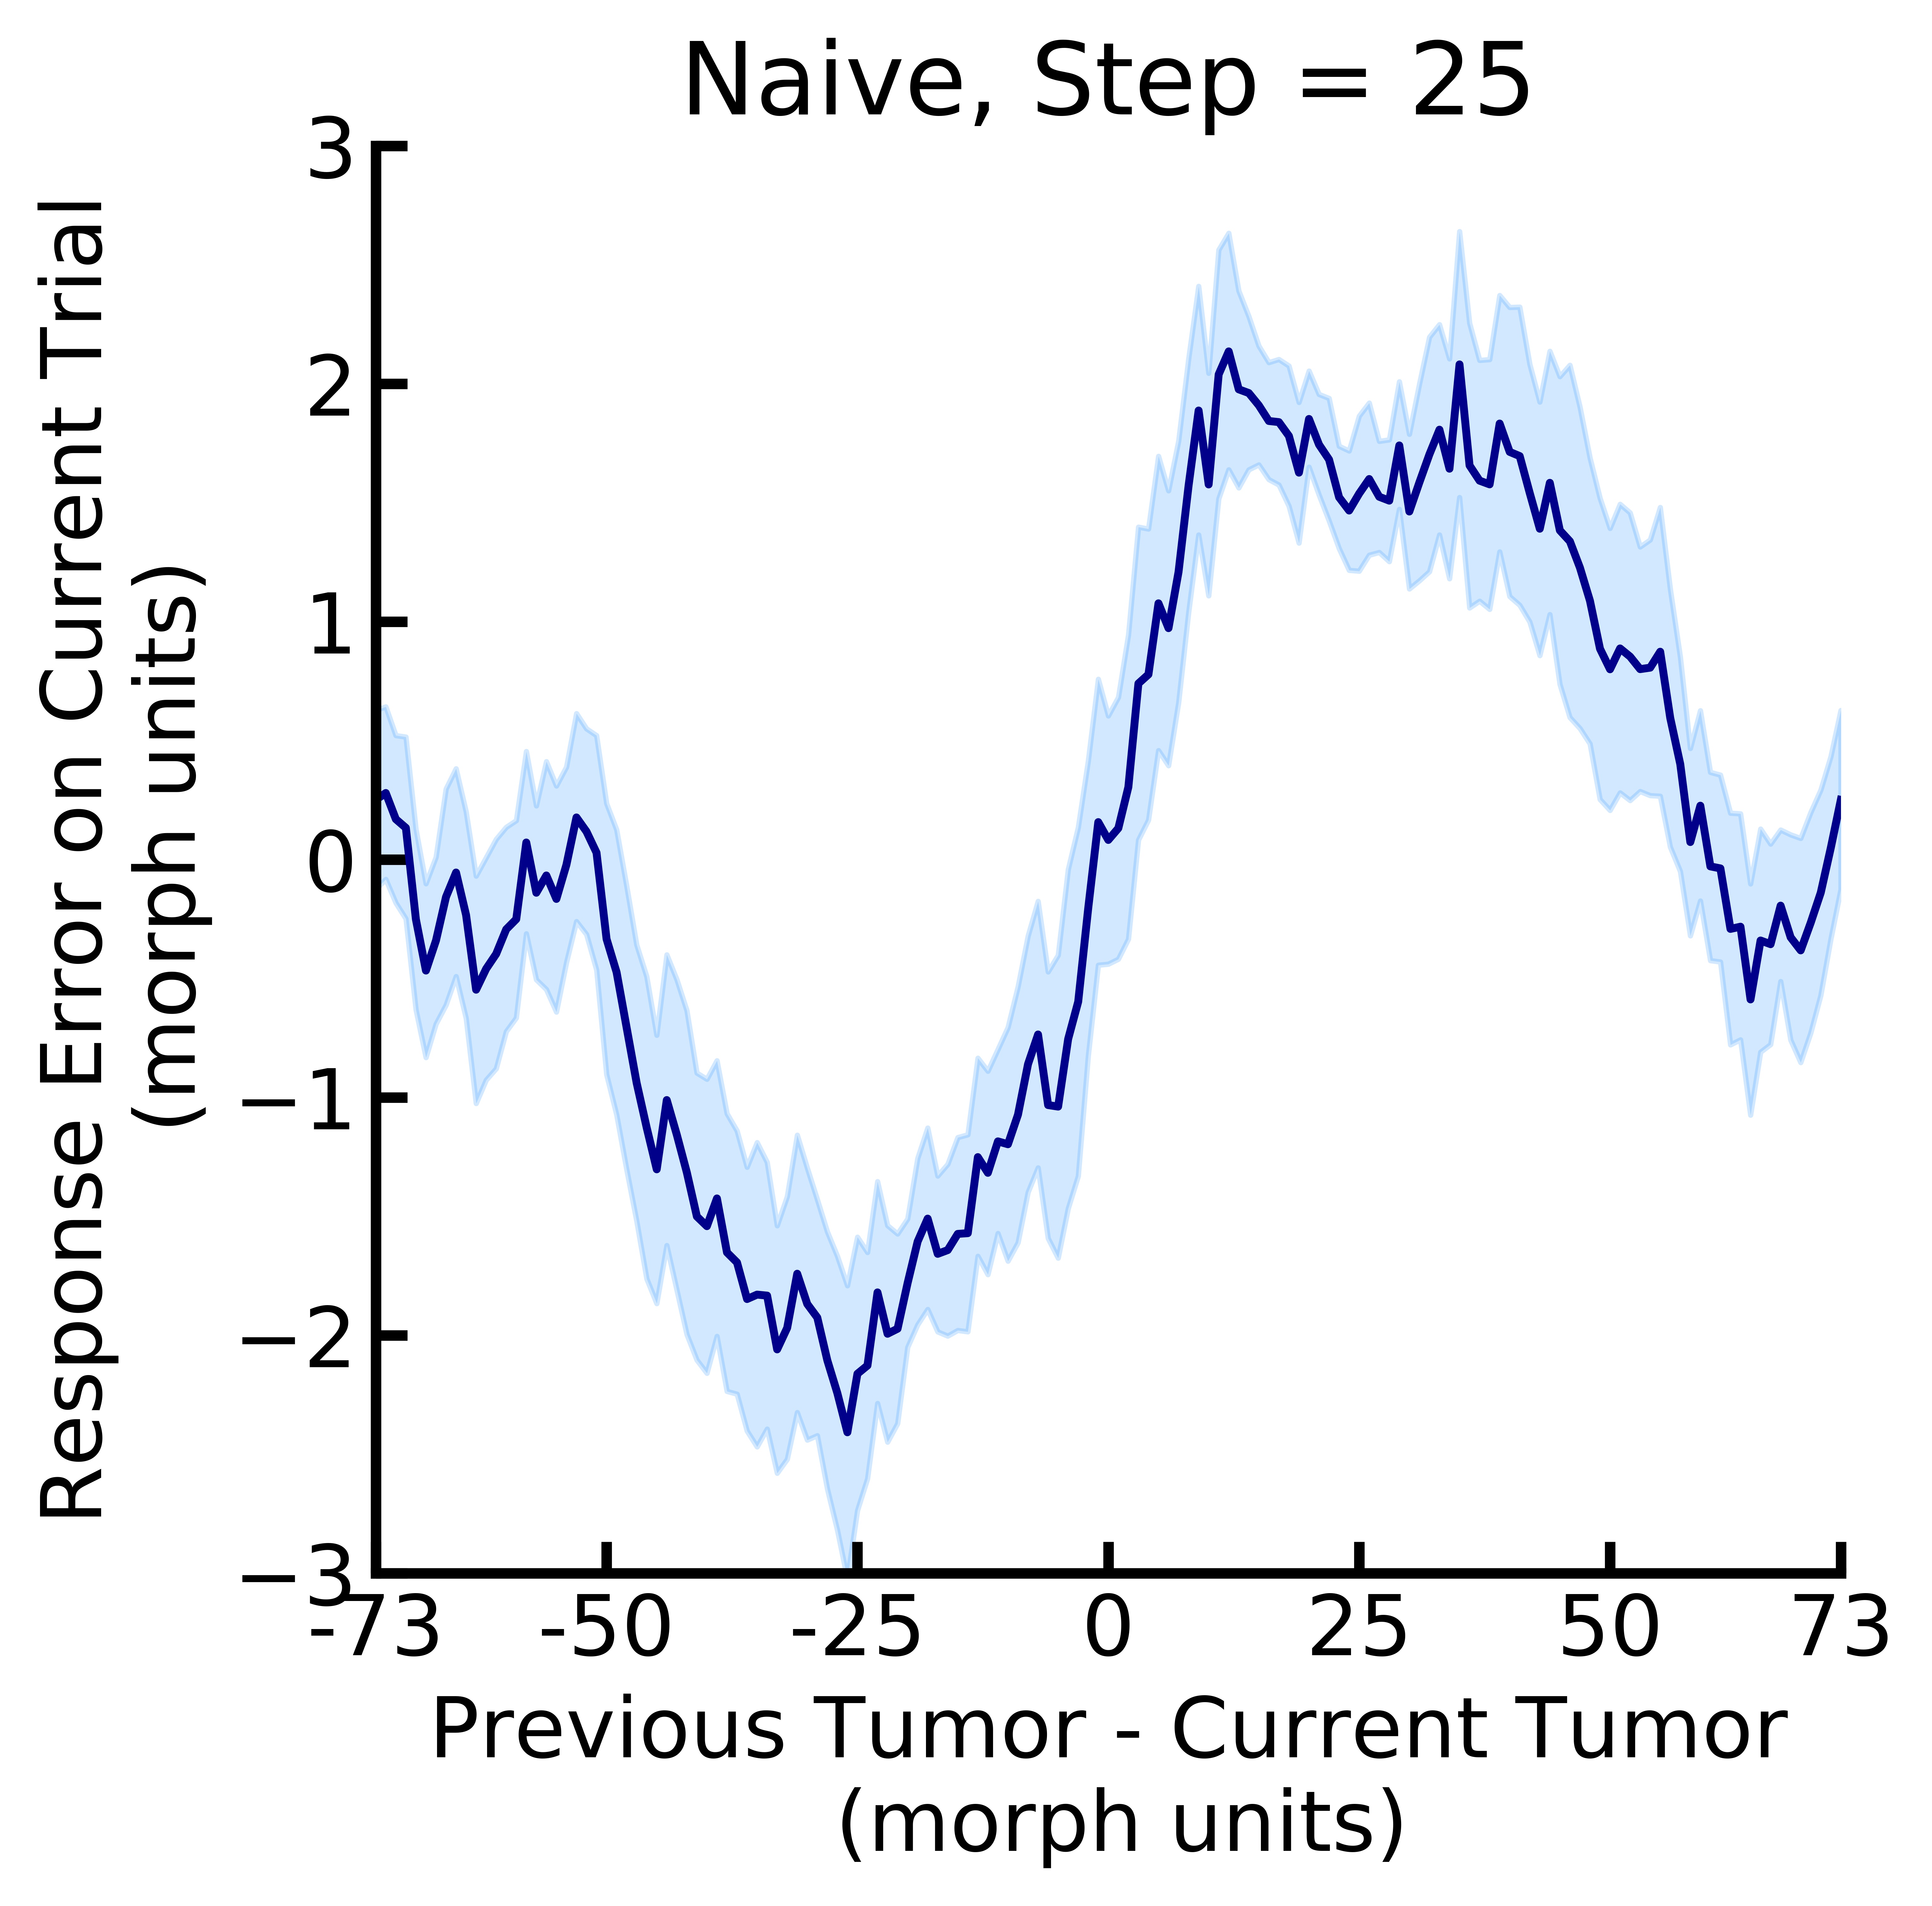 Naive, Step = 25
Response Error on Current Trial
(morph units)
3
2
1
0
−1
−2
−3
-73
-50
-25
0
25
50
73
Previous Tumor - Current Tumor
(morph units)